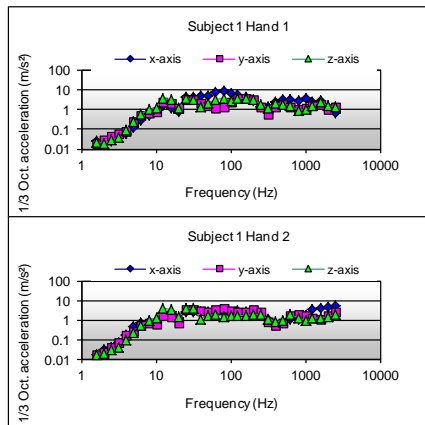 Subject 1 Hand 1
x-axis y-axis z-axis
1/3 Oct. acceleration (m/s²)
100
10
1
0.1
0.01
1 10 100 1000 10000
Frequency (Hz)
Subject 1 Hand 2
x-axis y-axis z-axis
1/3 Oct. acceleration (m/s²)
100
10
1
0.1
0.01
1 10 100 1000 10000
Frequency (Hz)